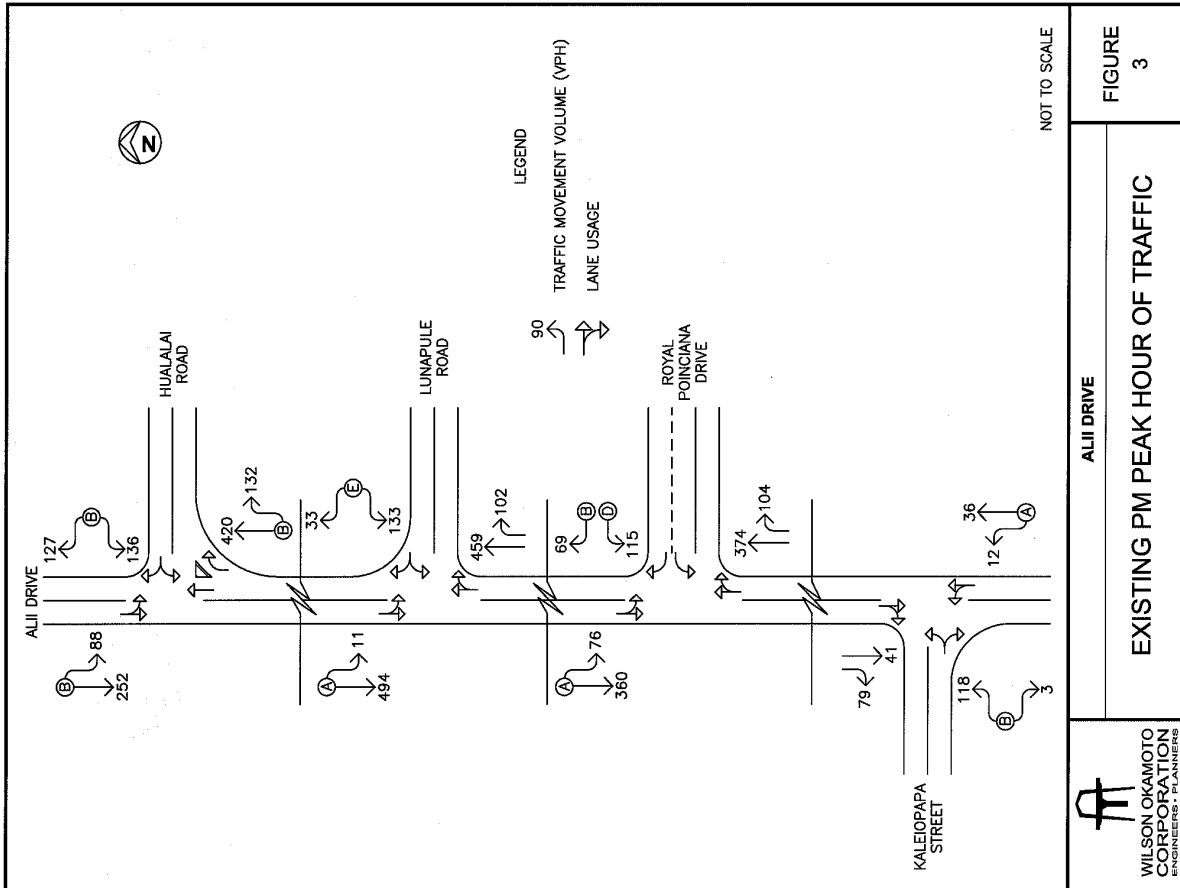 ALII DRIVE
N
127
B
136
HUALALAI
ROAD
B
88
252
420
132
B
33
E
133
LUNAPULE
ROAD
A
11
494
459
102
69
B
D
115
ROYAL
POINCIANA
DRIVE
A
76
360
374
104
79
41
36
12
A
118
B
3
KALEIOPAPA
STREET
LEGEND
90
TRAFFIC MOVEMENT VOLUME (VPH)
LANE USAGE
NOT TO SCALE
WILSON OKAMOTO
CORPORATION
ENGINEERS • PLANNERS
ALII DRIVE
EXISTING PM PEAK HOUR OF TRAFFIC
FIGURE
3